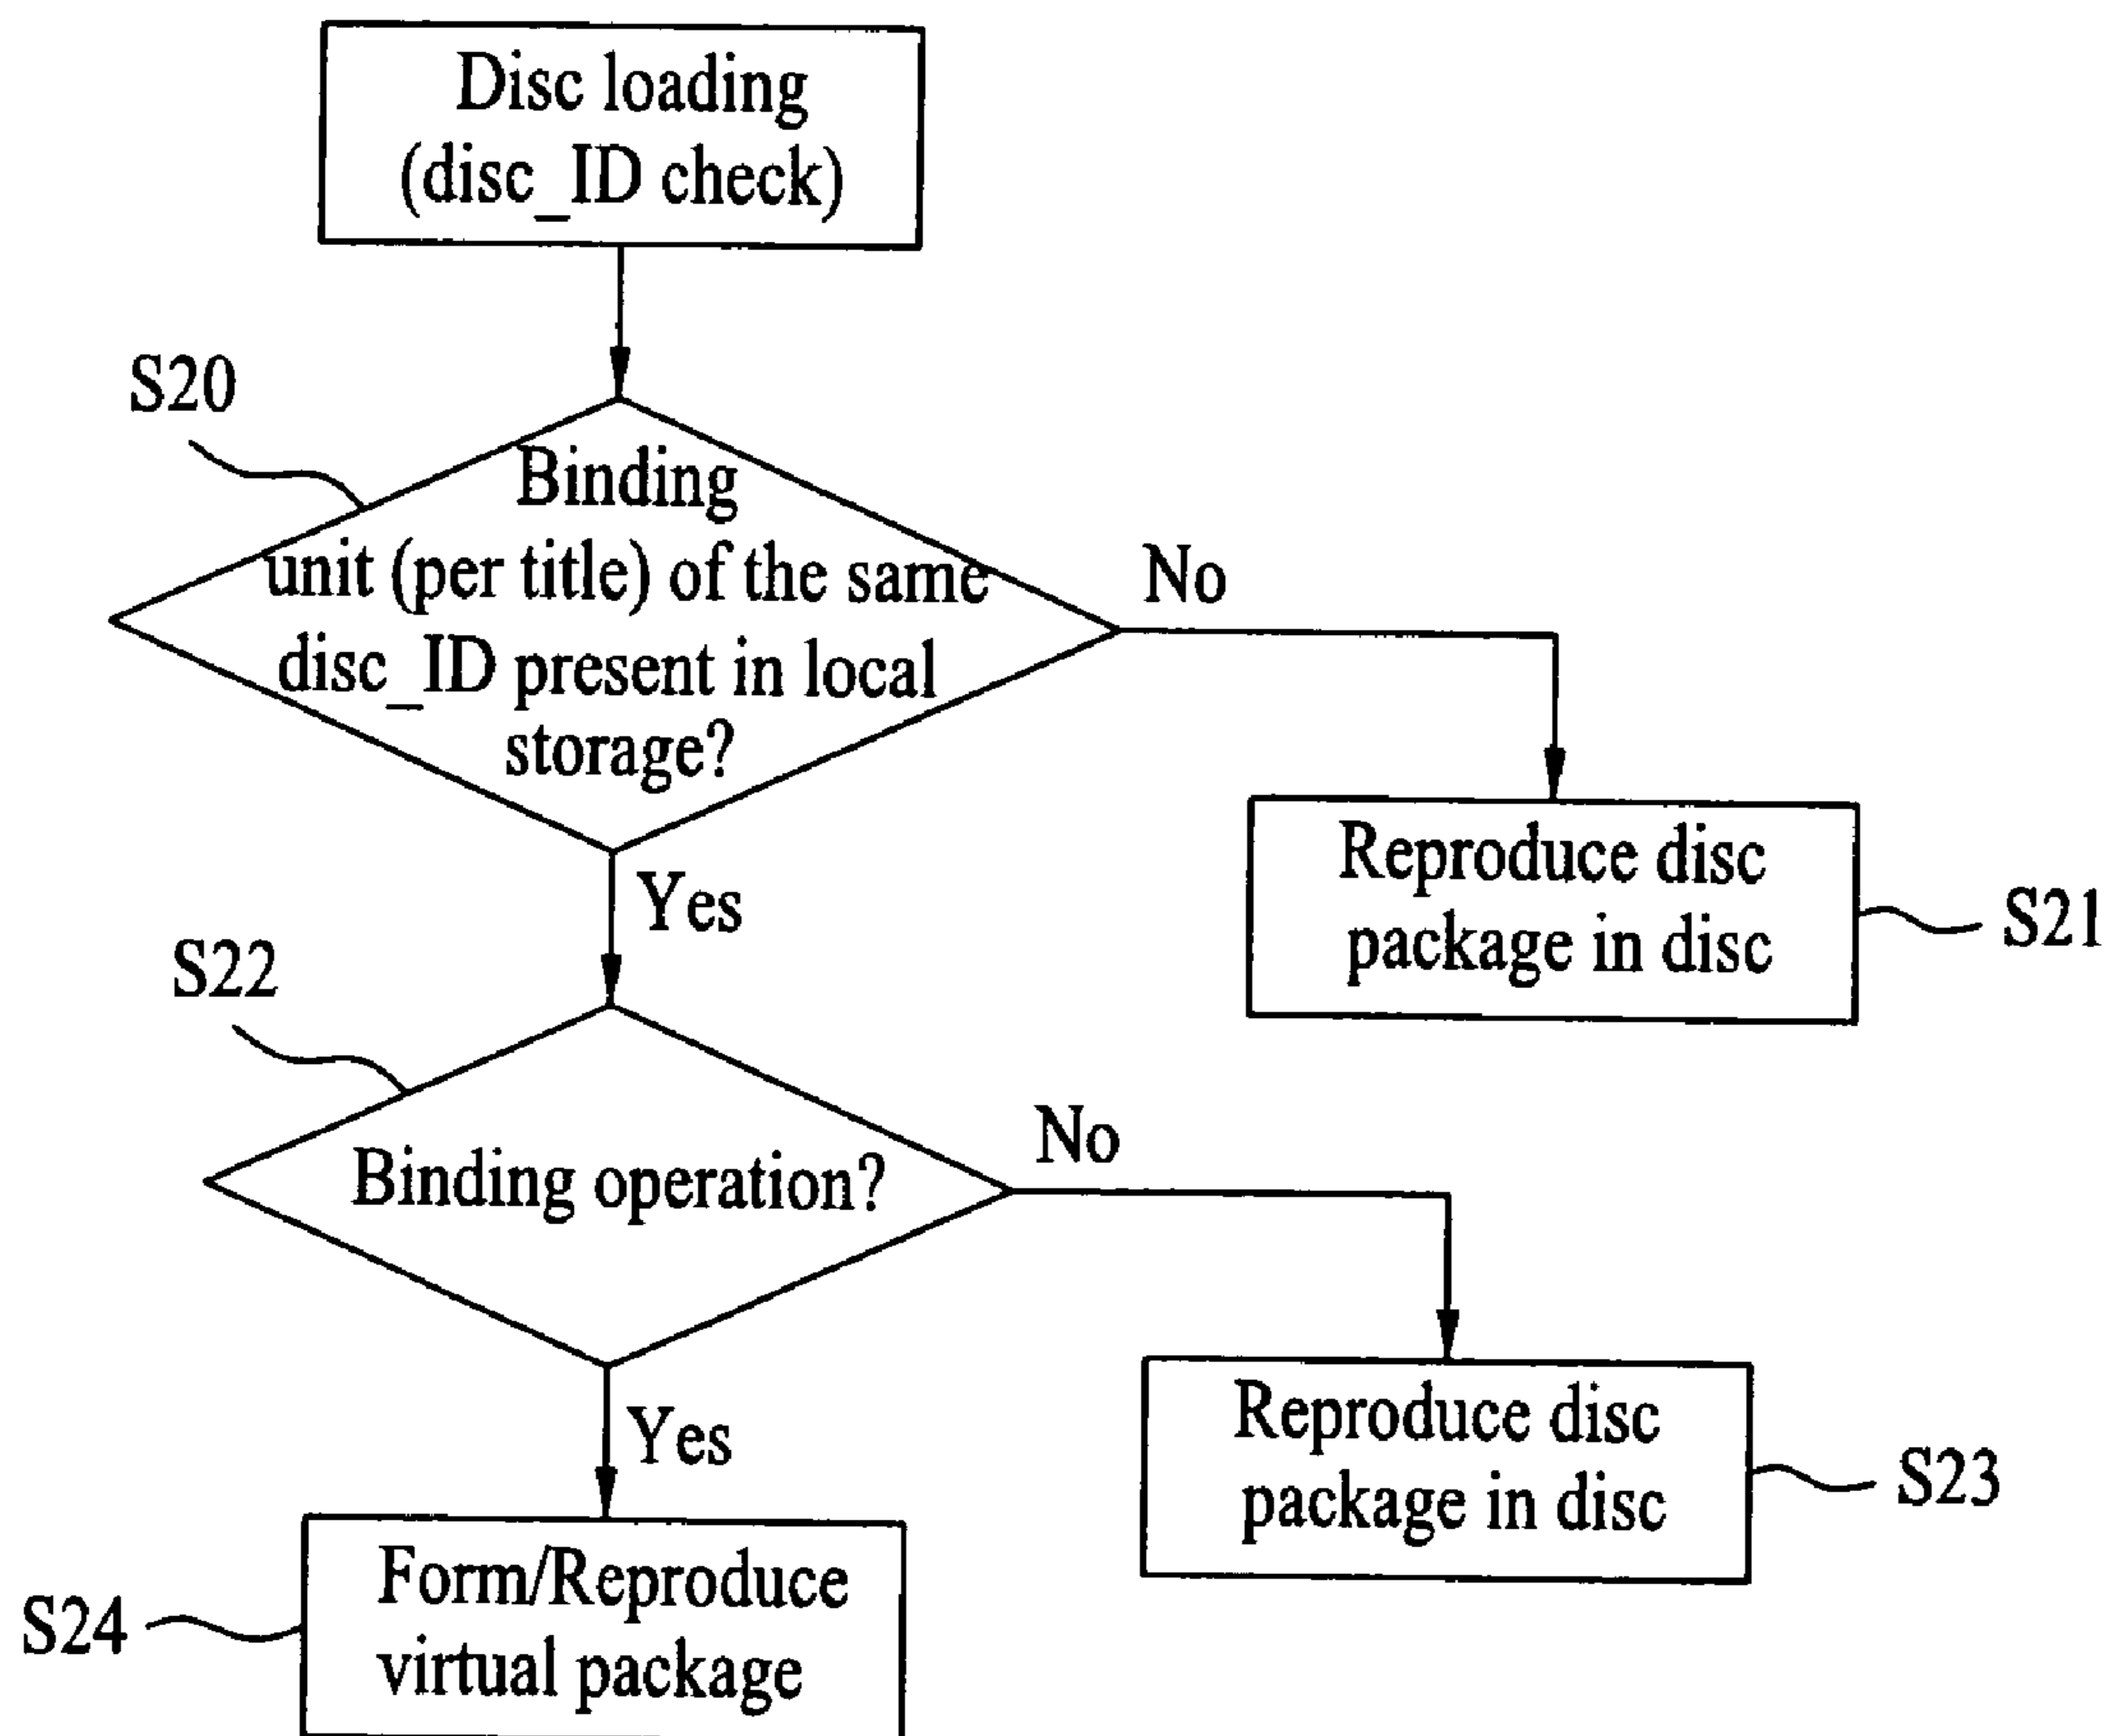 Disc loading
(disc_ID check)
S20
Binding
unit (per title) of the same
disc_ID present in local
storage?
No
Yes
Reproduce disc
package in disc
S21
S22
Binding operation?
No
Yes
Reproduce disc
package in disc
S23
Form/Reproduce
virtual package
S24